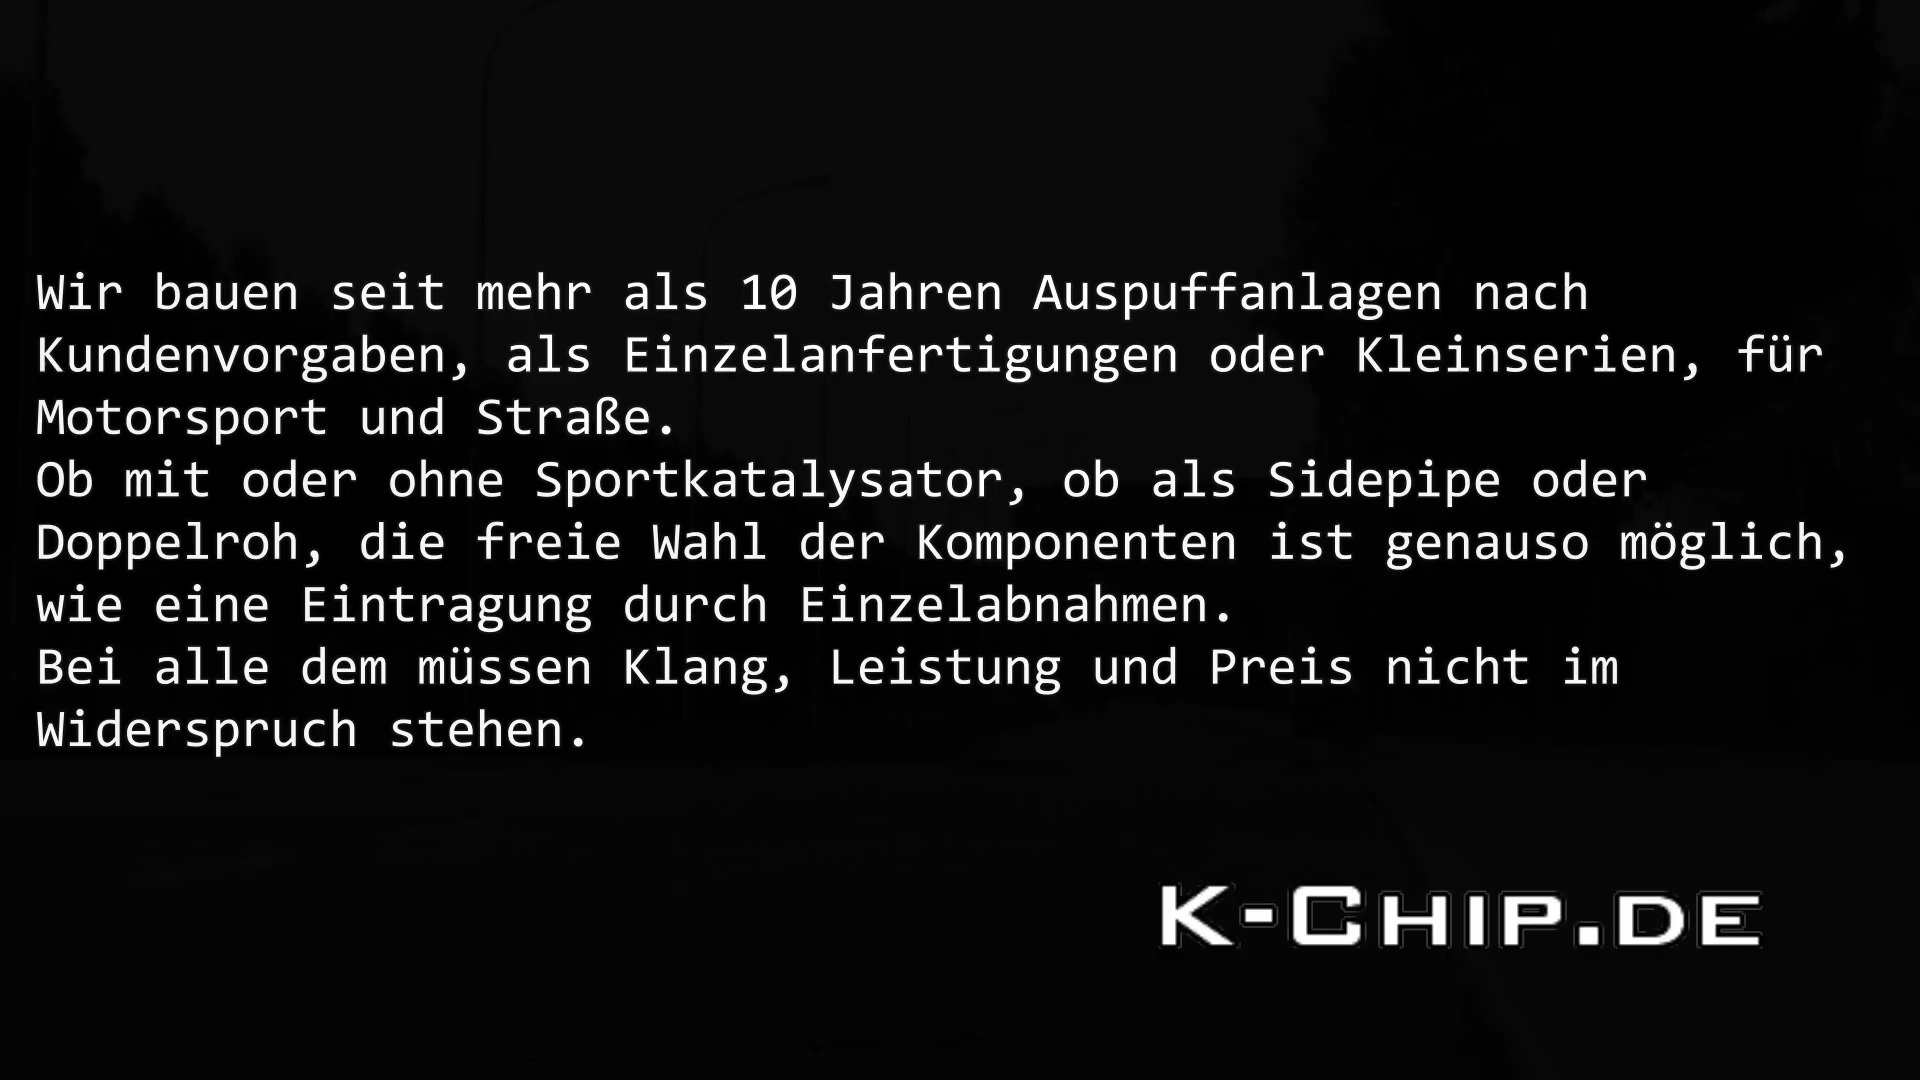 Wir bauen seit mehr als 10 Jahren Auspuffanlagen nach
Kundenvorgaben, als Einzelanfertigungen oder Kleinserien, für
Motorsport und Straße.
Ob mit oder ohne Sportkatalysator, ob als Sidepipe oder
Doppelroh, die freie Wahl der Komponenten ist genauso möglich,
wie eine Eintragung durch Einzelabnahmen.
Bei alle dem müssen Klang, Leistung und Preis nicht im
Widerspruch stehen.
K-Chip.de